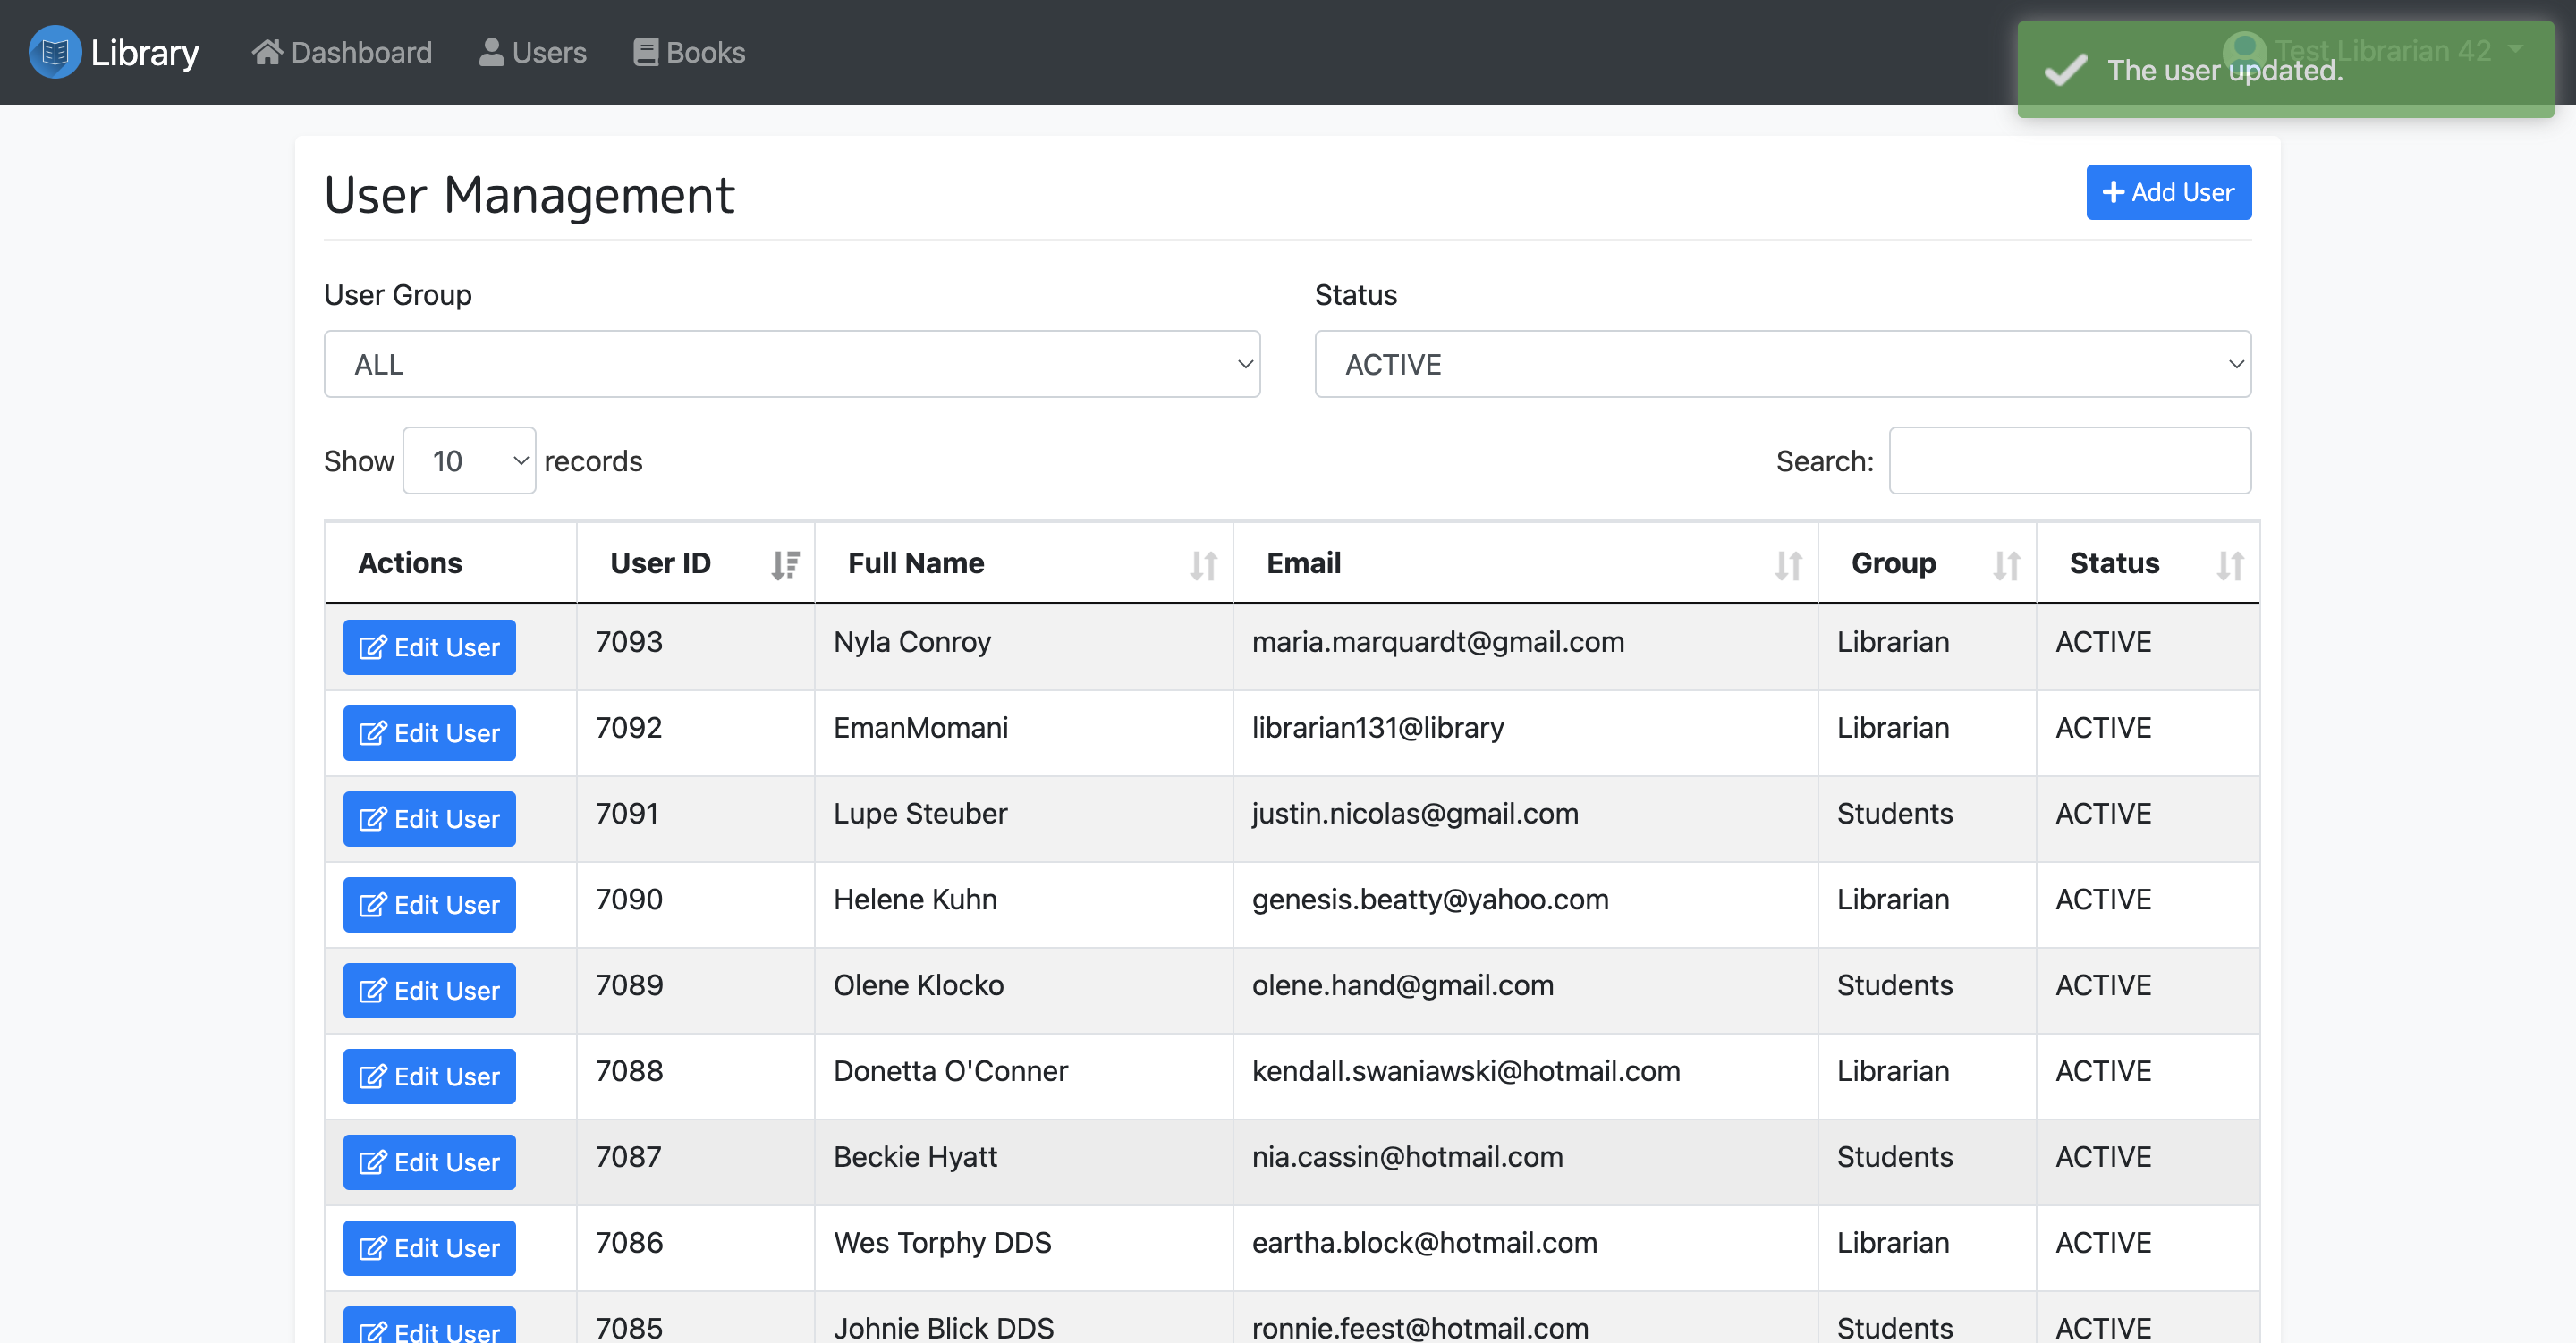 Library Dashboard Users Books Test Librarian 42
The user updated.
User Management
Add User
User Group Status
ALL ACTIVE
Show 10 records Search:
Actions User ID Full Name Email Group Status
Edit User 7093 Nyla Conroy maria.marquardt@gmail.com Librarian ACTIVE
Edit User 7092 EmanMomani librarian131@library Librarian ACTIVE
Edit User 7091 Lupe Steuber justin.nicolas@gmail.com Students ACTIVE
Edit User 7090 Helene Kuhn genesis.beatty@yahoo.com Librarian ACTIVE
Edit User 7089 Olene Klocko olene.hand@gmail.com Students ACTIVE
Edit User 7088 Donetta O'Conner kendall.swaniawski@hotmail.com Librarian ACTIVE
Edit User 7087 Beckie Hyatt nia.cassin@hotmail.com Students ACTIVE
Edit User 7086 Wes Torphy DDS eartha.block@hotmail.com Librarian ACTIVE
Edit User 7085 Johnie Blick DDS ronnie.feest@hotmail.com Students ACTIVE